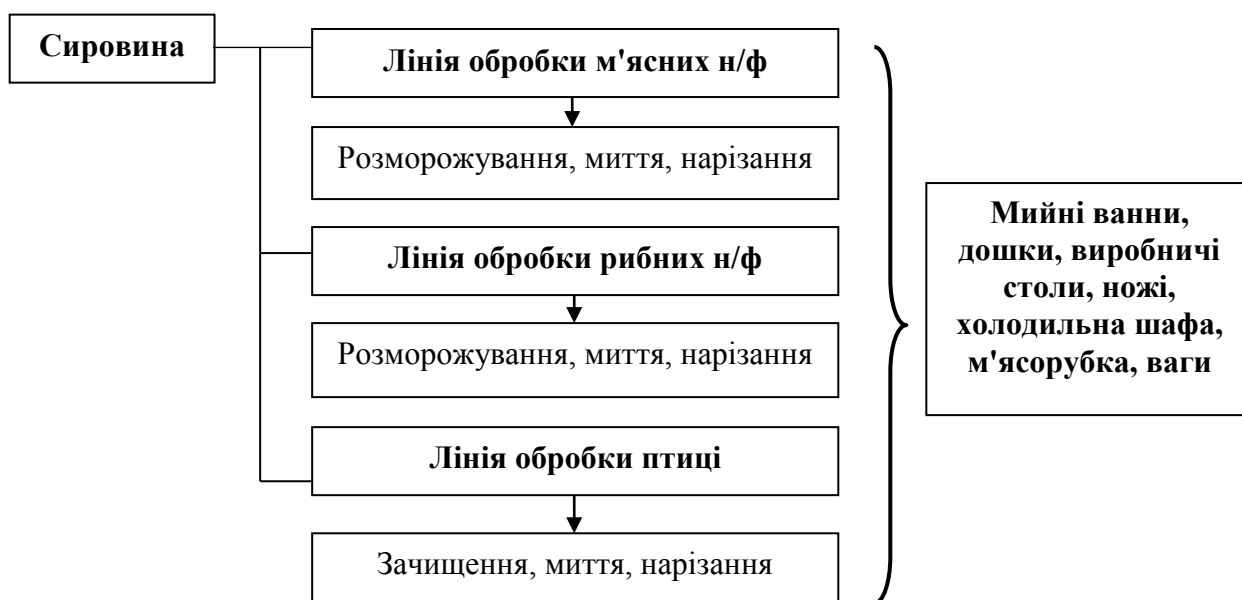 Сировина
Лінія обробки м'ясних н/ф
Розморожування, миття, нарізання
Лінія обробки рибних н/ф
Розморожування, миття, нарізання
Лінія обробки птиці
Зачищення, миття, нарізання
Мийні ванни,
дошки, виробничі
столи, ножі,
холодильна шафа,
м'ясорубка, ваги